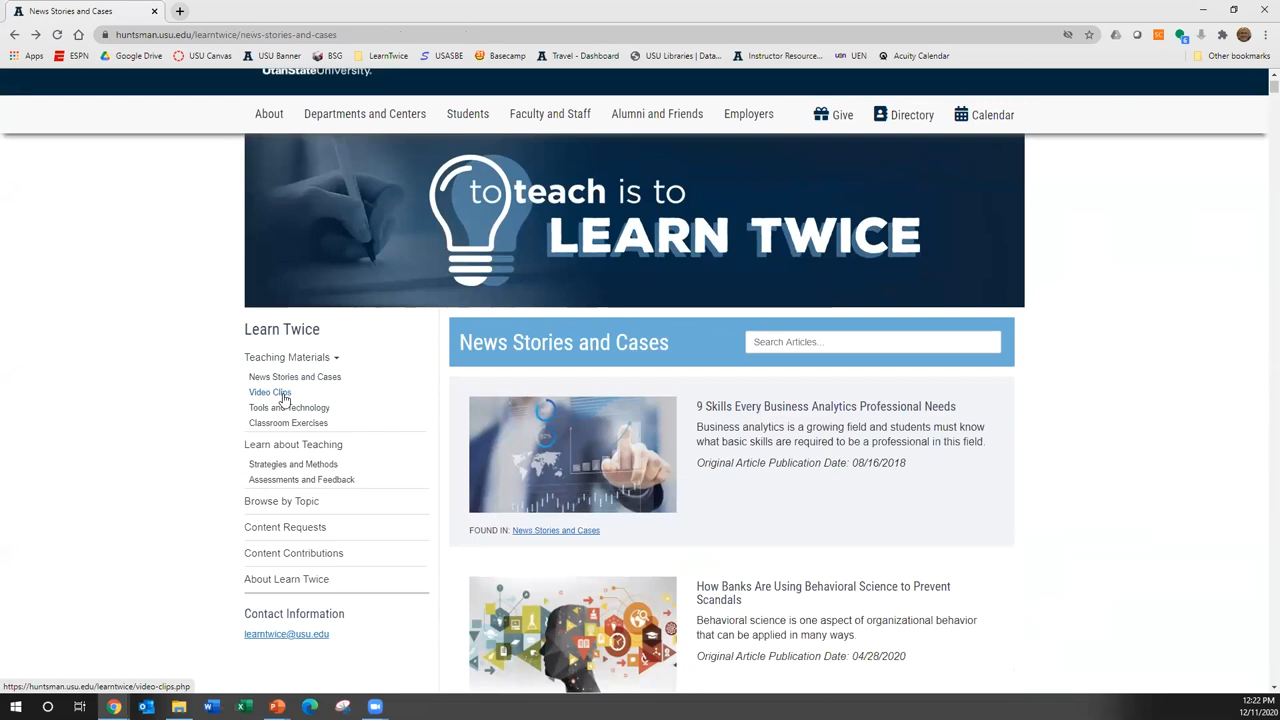 News Stories and Cases
huntsman.usu.edu/learntwice/news-stories-and-cases
Apps ESPN Google Drive USU Canvas USU Banner BSG LearnTwice USASBE Basecamp Travel - Dashboard USU Libraries | Data... Instructor Resource... UEN Acuity Calendar Other bookmarks
UtahStateUniversity.
About Departments and Centers Students Faculty and Staff Alumni and Friends Employers Give Directory Calendar
to teach is to
LEARN TWICE
Learn Twice
Teaching Materials
News Stories and Cases
Video Clips
Tools and Technology
Classroom Exercises
Learn about Teaching
Strategies and Methods
Assessments and Feedback
Browse by Topic
Content Requests
Content Contributions
About Learn Twice
Contact Information
learntwice@usu.edu
News Stories and Cases
Search Articles...
9 Skills Every Business Analytics Professional Needs
Business analytics is a growing field and students must know
what basic skills are required to be a professional in this field.
Original Article Publication Date: 08/16/2018
FOUND IN: News Stories and Cases
How Banks Are Using Behavioral Science to Prevent
Scandals
Behavioral science is one aspect of organizational behavior
that can be applied in many ways.
Original Article Publication Date: 04/28/2020
https://huntsman.usu.edu/learntwice/video-clips.php
12:22 PM
12/11/2020